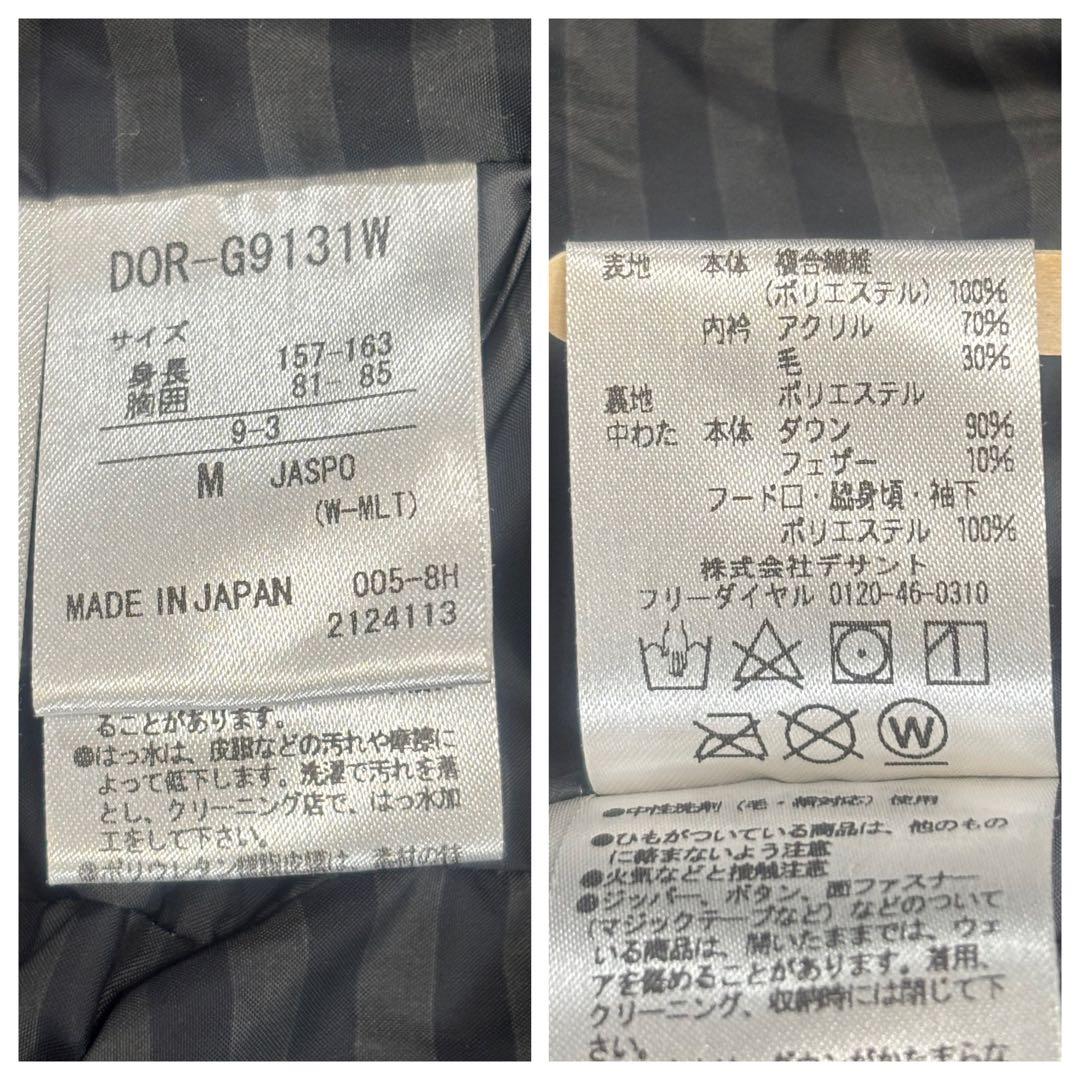 DOR-G9131W
サイズ
身長 157-163
胸囲 81- 85
9-3
M JASPO
(W-MLT)
MADE IN JAPAN 005-8H
2124113
ることがあります。
●はっ水は、皮脂などの汚れや摩擦に
よって低下します。洗濯で汚れを落
とし、クリーニング店で、はっ水加
工をして下さい。
表地 本体 複合繊維
(ポリエステル) 100%
内衿 アクリル 70%
毛 30%
裏地 ポリエステル
中わた 本体 ダウン 90%
フェザー 10%
フード口・脇身頃・袖下
ポリエステル 100%
株式会社デサント
フリーダイヤル 0120-46-0310
W
●中性洗剤(毛・絹対応)使用
●ひもがついている商品は、他のもの
に絡まないよう注意
●火気などと接触注意
●ジッパー、ボタン、面ファスナー
(マジックテープなど)などのついて
いる商品は、開いたままでは、ウェ
アを傷めることがあります。着用、
クリーニング、収納時には閉じて下
さい。